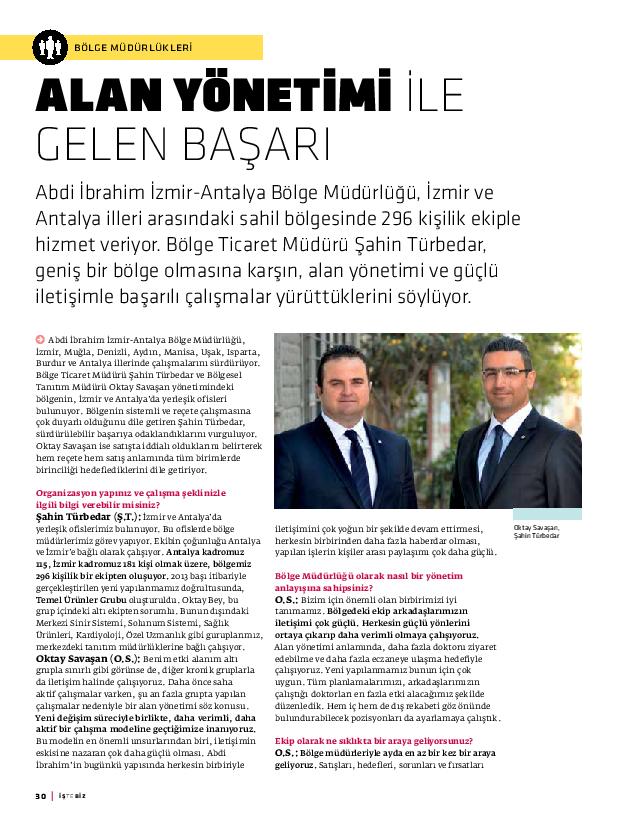 BÖLGE MÜDÜRLÜKLERİ
ALAN YÖNETİMİ İLE
GELEN BAŞARI
Abdi İbrahim İzmir-Antalya Bölge Müdürlüğü, İzmir ve
Antalya illeri arasındaki sahil bölgesinde 296 kişilik ekiple
hizmet veriyor. Bölge Ticaret Müdürü Şahin Türbedar,
geniş bir bölge olmasına karşın, alan yönetimi ve güçlü
iletişimle başarılı çalışmalar yürüttüklerini söylüyor.
Abdi İbrahim İzmir-Antalya Bölge Müdürlüğü,
İzmir, Muğla, Denizli, Aydın, Manisa, Uşak, Isparta,
Burdur ve Antalya illerinde çalışmalarını sürdürüyor.
Bölge Ticaret Müdürü Şahin Türbedar ve Bölgesel
Tanıtım Müdürü Oktay Savaşan yönetimindeki
bölgenin, İzmir ve Antalya'da yerleşik ofisleri
bulunuyor. Bölgenin sistemli ve reçete çalışmasına
çok duyarlı olduğunu dile getiren Şahin Türbedar,
sürdürülebilir başarıya odaklandıklarını vurguluyor.
Oktay Savaşan ise satışta iddialı olduklarını belirterek
hem reçete hem satış anlamında tüm birimlerde
birinciliği hedeflediklerini dile getiriyor.
Organizasyon yapınız ve çalışma şeklinizle
ilgili bilgi verebilir misiniz?
Şahin Türbedar (Ş.T.): İzmir ve Antalya'da
yerleşik ofislerimiz bulunuyor. Bu ofislerde bölge
müdürlerimiz görev yapıyor. Ekibin çoğunluğu Antalya
ve İzmir'e bağlı olarak çalışıyor. Antalya kadromuz
115, İzmir kadromuz 181 kişi olmak üzere, bölgemiz
296 kişilik bir ekipten oluşuyor. 2013 başı itibariyle
gerçekleştirilen yeni yapılanmamız doğrultusunda,
Temel Ürünler Grubu oluşturuldu. Oktay Bey, bu
grup içindeki altı ekipten sorumlu. Bunun dışındaki
Merkezi Sinir Sistemi, Solunum Sistemi, Sağlık
Ürünleri, Kardiyoloji, Özel Uzmanlık gibi guruplarımız,
merkezdeki tanıtım müdürlüklerine bağlı çalışıyor.
Oktay Savaşan (O.S.): Benim etki alanım altı
grupla sınırlı gibi görünse de, diğer kronik gruplarla
da iletişim halinde çalışıyoruz. Daha önce saha
aktif çalışmalar varken, şu an fazla grupta yapılan
çalışmalar nedeniyle bir alan yönetimi söz konusu.
Yeni değişim süreciyle birlikte, daha verimli, daha
aktif bir çalışma modeline geçtiğimize inanıyoruz.
Bu modelin en önemli unsurlarından biri, iletişimin
eskisine nazaran çok daha güçlü olması. Abdi
İbrahim'in bugünkü yapısında herkesin birbiriyle
Oktay Savaşan,
Şahin Türbedar
iletişimini çok yoğun bir şekilde devam ettirmesi,
herkesin birbirinden daha fazla haberdar olması,
yapılan işlerin kişiler arası paylaşımı çok daha güçlü.
Bölge Müdürlüğü olarak nasıl bir yönetim
anlayışına sahipsiniz?
O.S.: Bizim için önemli olan birbirimizi iyi
tanımamız. Bölgedeki ekip arkadaşlarımızın
iletişimi çok güçlü. Herkesin güçlü yönlerini
ortaya çıkarıp daha verimli olmaya çalışıyoruz.
Alan yönetimi anlamında, daha fazla doktoru ziyaret
edebilme ve daha fazla eczaneye ulaşma hedefiyle
çalışıyoruz. Yeni yapılanmamız bunun için çok
uygun. Tüm planlamalarımızı, arkadaşlarımızın
çalıştığı doktorları en fazla etki alacağımız şekilde
düzenledik. Hem iç hem de dış rekabeti göz önünde
bulundurabilecek pozisyonları da ayarlamaya çalıştık.
Ekip olarak ne sıklıkta bir araya geliyorsunuz?
O.S.: Bölge müdürleriyle ayda en az bir kez bir araya
geliyoruz. Satışları, hedefleri, sorunları ve fırsatları
30 | İŞTE BİZ